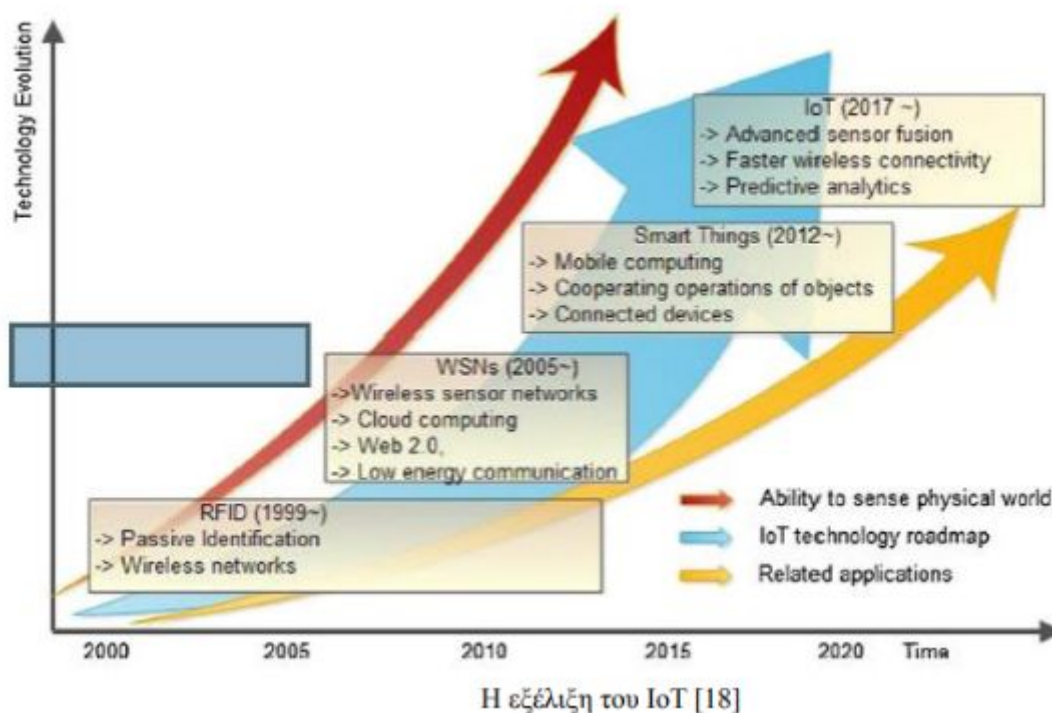 Technology Evolution
IoT (2017 ~)
-> Advanced sensor fusion
-> Faster wireless connectivity
-> Predictive analytics
Smart Things (2012~)
-> Mobile computing
-> Cooperating operations of objects
-> Connected devices
WSNs (2005~)
->Wireless sensor networks
-> Cloud computing
-> Web 2.0,
-> Low energy communication
RFID (1999~)
-> Passive Identification
-> Wireless networks
Ability to sense physical world
IoT technology roadmap
Related applications
2000 2005 2010 2015 2020 Time
Η εξέλιξη του IoT [18]